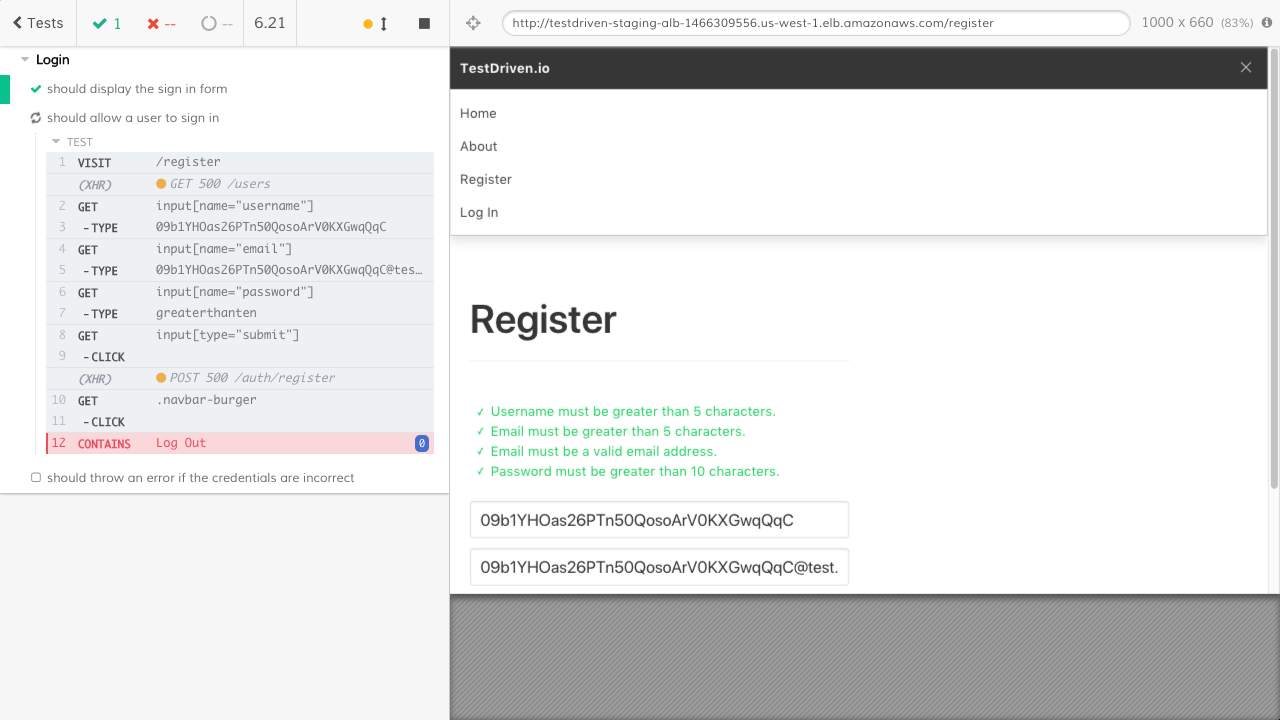 Tests
1
--
--
6.21
http://testdriven-staging-alb-1466309556.us-west-1.elb.amazonaws.com/register
1000 x 660 (83%)
Login
should display the sign in form
should allow a user to sign in
TEST
1 VISIT /register
(XHR) GET 500 /users
2 GET input[name="username"]
3 -TYPE 09b1YHOas26PTn50QosoArV0KXGwqQqC
4 GET input[name="email"]
5 -TYPE 09b1YHOas26PTn50QosoArV0KXGwqQqC@tes…
6 GET input[name="password"]
7 -TYPE greaterthanten
8 GET input[type="submit"]
9 -CLICK
(XHR) POST 500 /auth/register
10 GET .navbar-burger
11 -CLICK
12 CONTAINS Log Out 0
should throw an error if the credentials are incorrect
TestDriven.io
Home
About
Register
Log In
Register
✓ Username must be greater than 5 characters.
✓ Email must be greater than 5 characters.
✓ Email must be a valid email address.
✓ Password must be greater than 10 characters.
09b1YHOas26PTn50QosoArV0KXGwqQqC
09b1YHOas26PTn50QosoArV0KXGwqQqC@test.